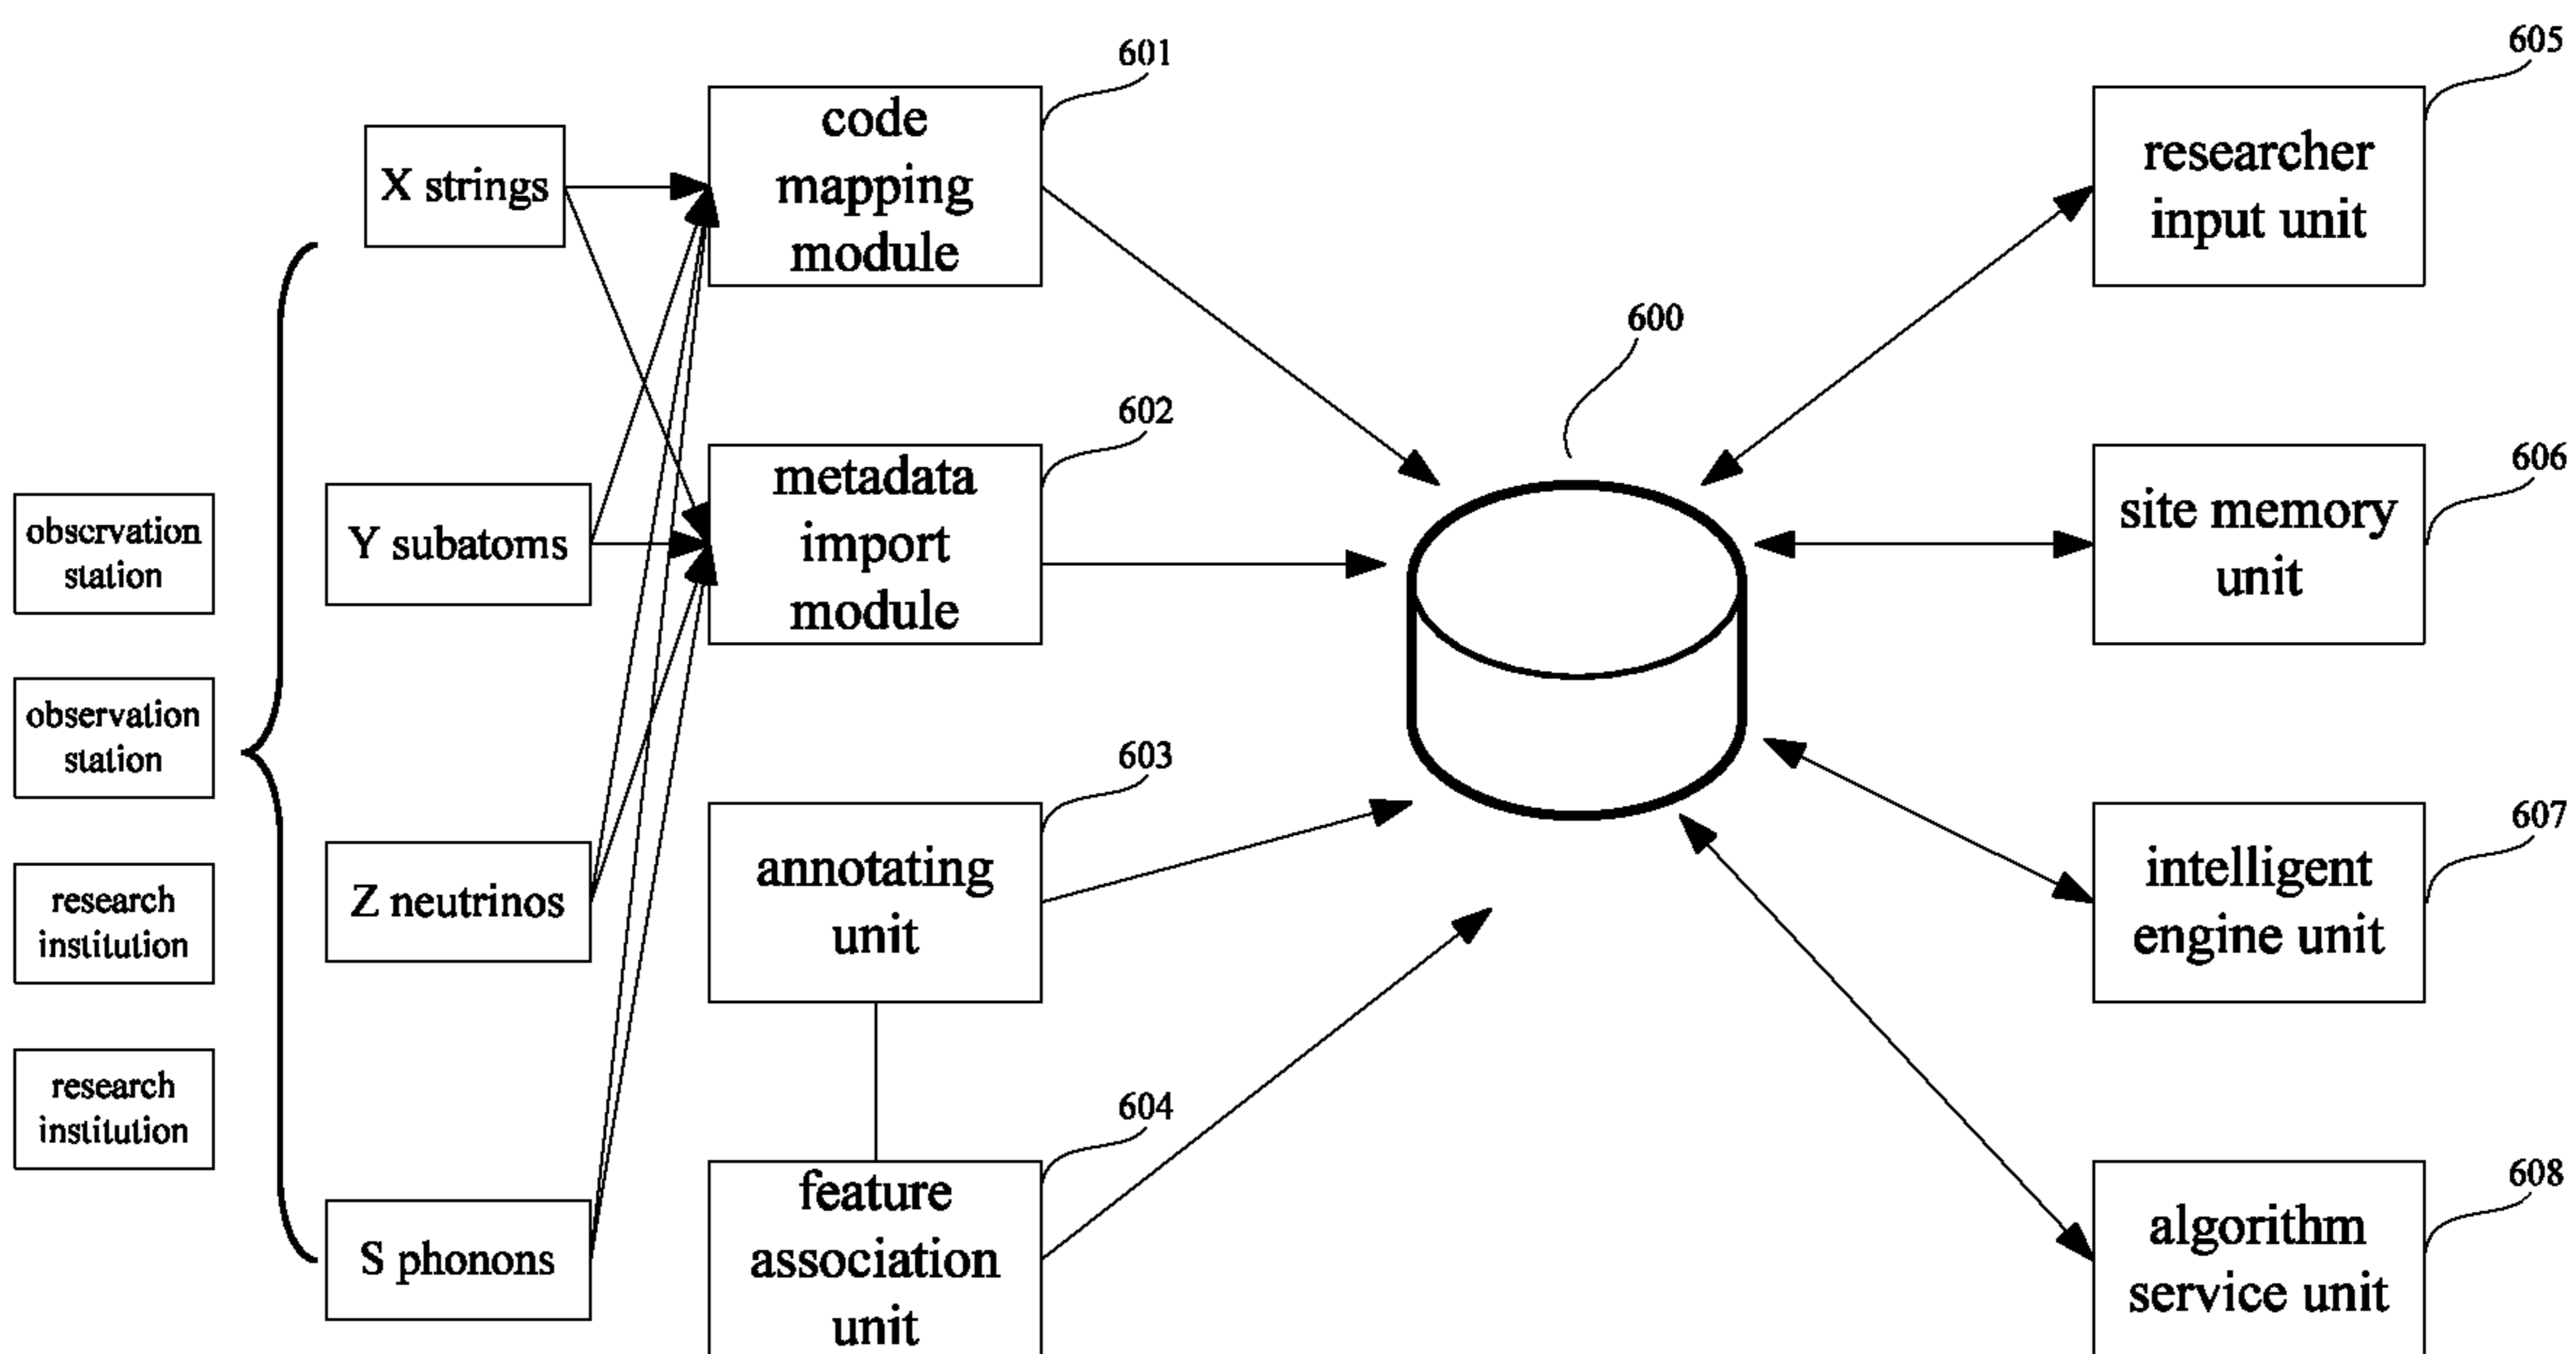 observation
station
observation
station
research
institution
research
institution
X strings
Y subatoms
Z neutrinos
S phonons
601
code
mapping
module
602
metadata
import
module
603
annotating
unit
604
feature
association
unit
600
605
researcher
input unit
606
site memory
unit
607
intelligent
engine unit
608
algorithm
service unit